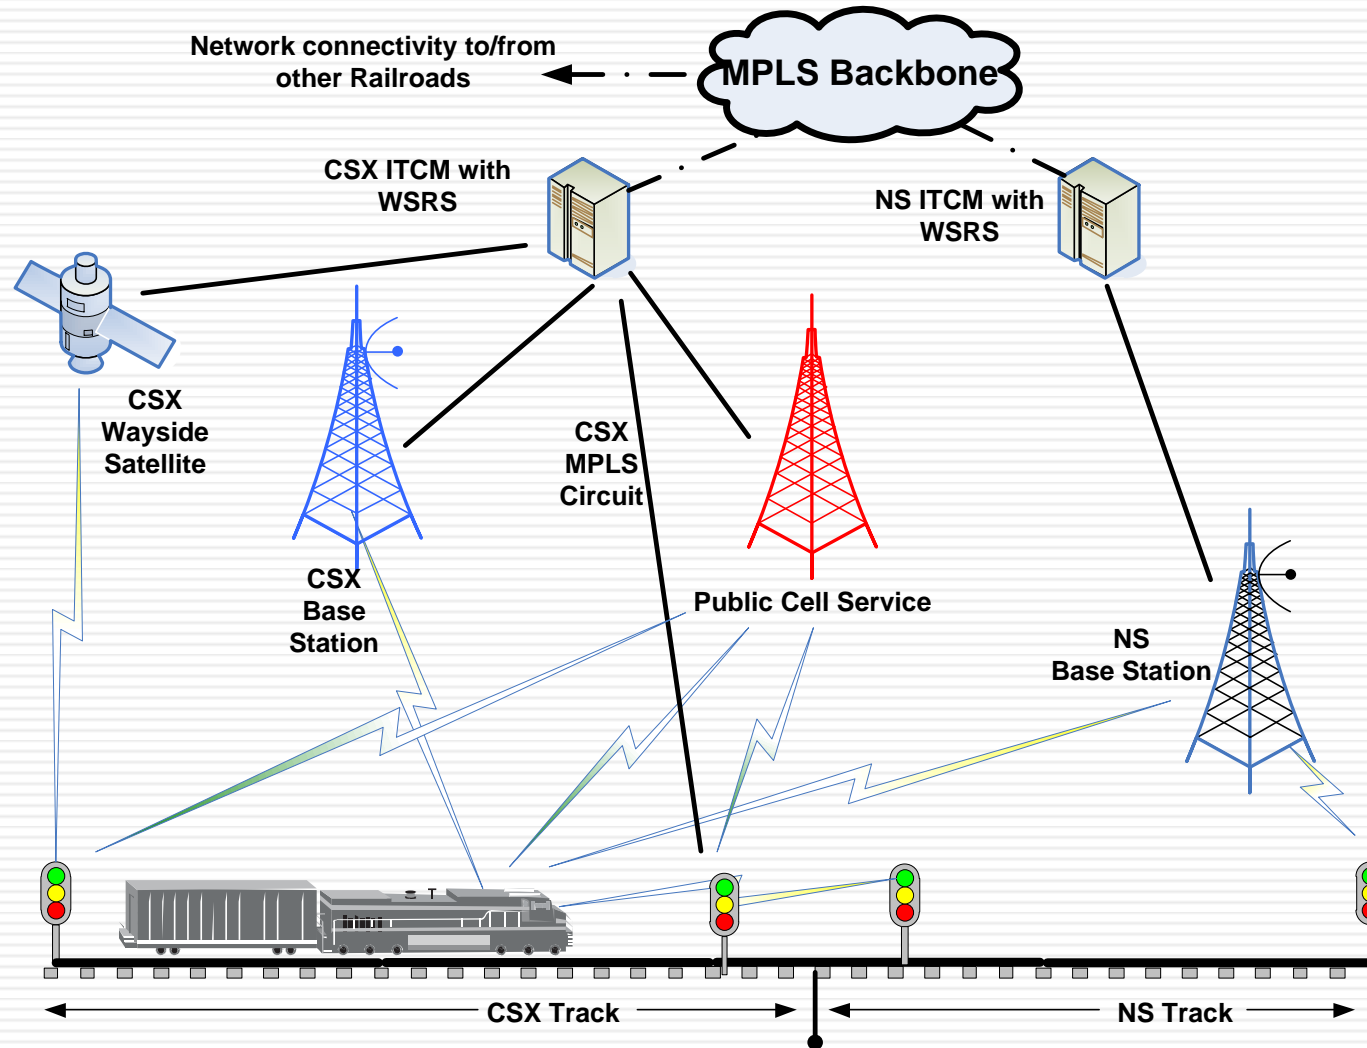 Network connectivity to/from
other Railroads
MPLS Backbone
CSX ITCM with
WSRS
NS ITCM with
WSRS
CSX
Wayside
Satellite
CSX
MPLS
Circuit
CSX
Base
Station
Public Cell Service
NS
Base Station
CSX Track
NS Track